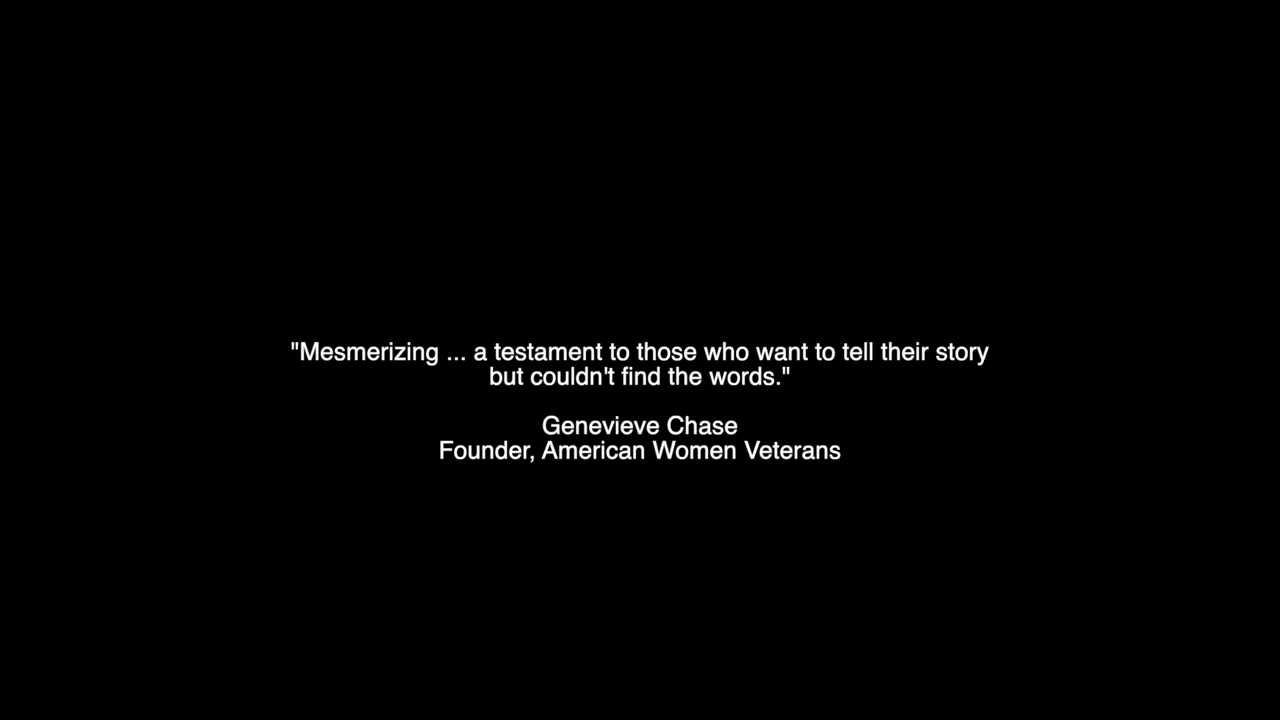 "Mesmerizing ... a testament to those who want to tell their story
but couldn't find the words."
Genevieve Chase
Founder, American Women Veterans